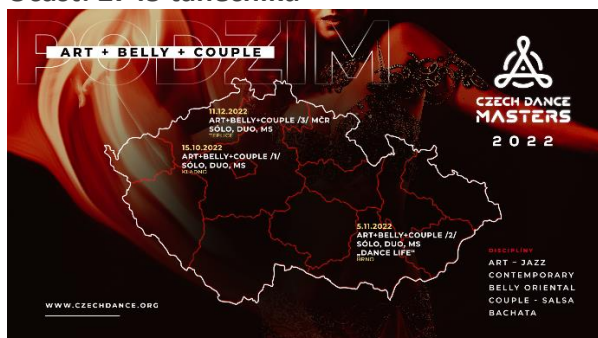 PODZIM
ART + BELLY + COUPLE
CZECH DANCE
MASTERS
2022
11.12.2022
ART+BELLY+COUPLE /3/ MČR
SÓLO, DUO, MS
TEPLICE
15.10.2022
ART+BELLY+COUPLE /1/
SÓLO, DUO, MS
KLADNO
5.11.2022
ART+BELLY+COUPLE /2/
SÓLO, DUO, MS
„DANCE LIFE“
BRNO
DISCIPLÍNY
ART – JAZZ
CONTEMPORARY
BELLY ORIENTAL
COUPLE - SALSA
BACHATA
WWW.CZECHDANCE.ORG